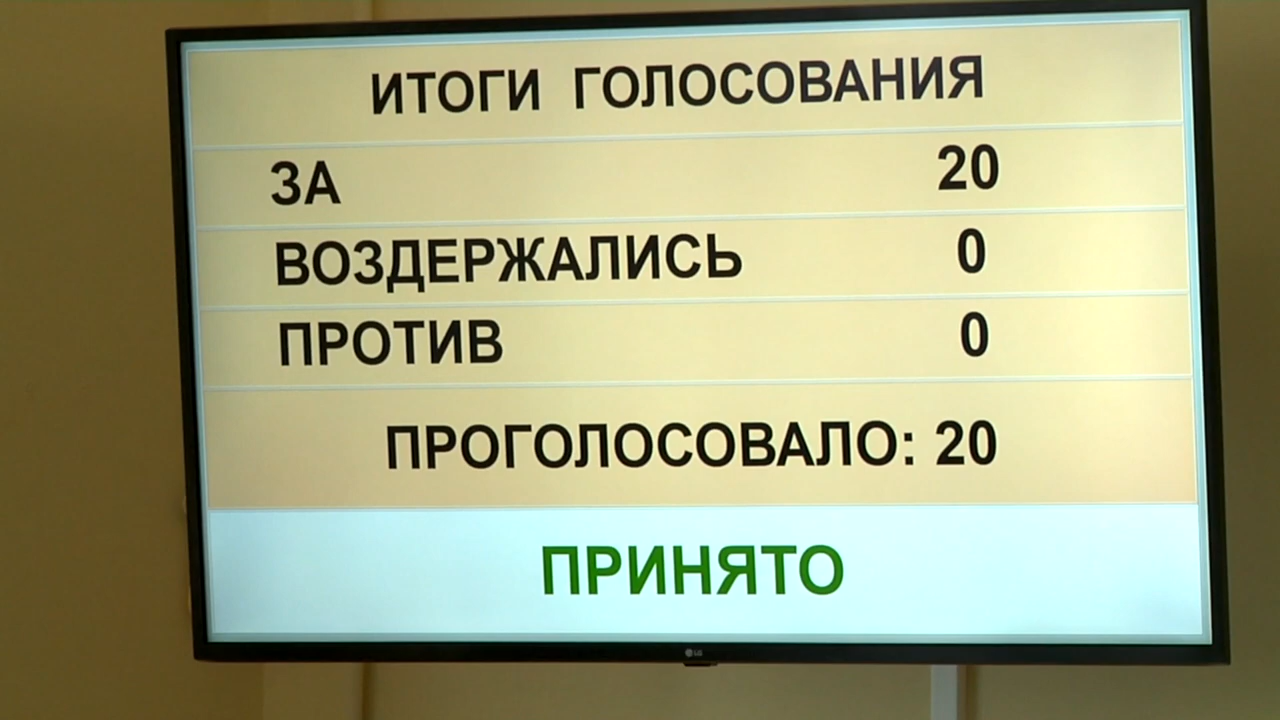 ИТОГИ ГОЛОСОВАНИЯ
ЗА 20
ВОЗДЕРЖАЛИСЬ 0
ПРОТИВ 0
ПРОГОЛОСОВАЛО: 20
ПРИНЯТО
LG